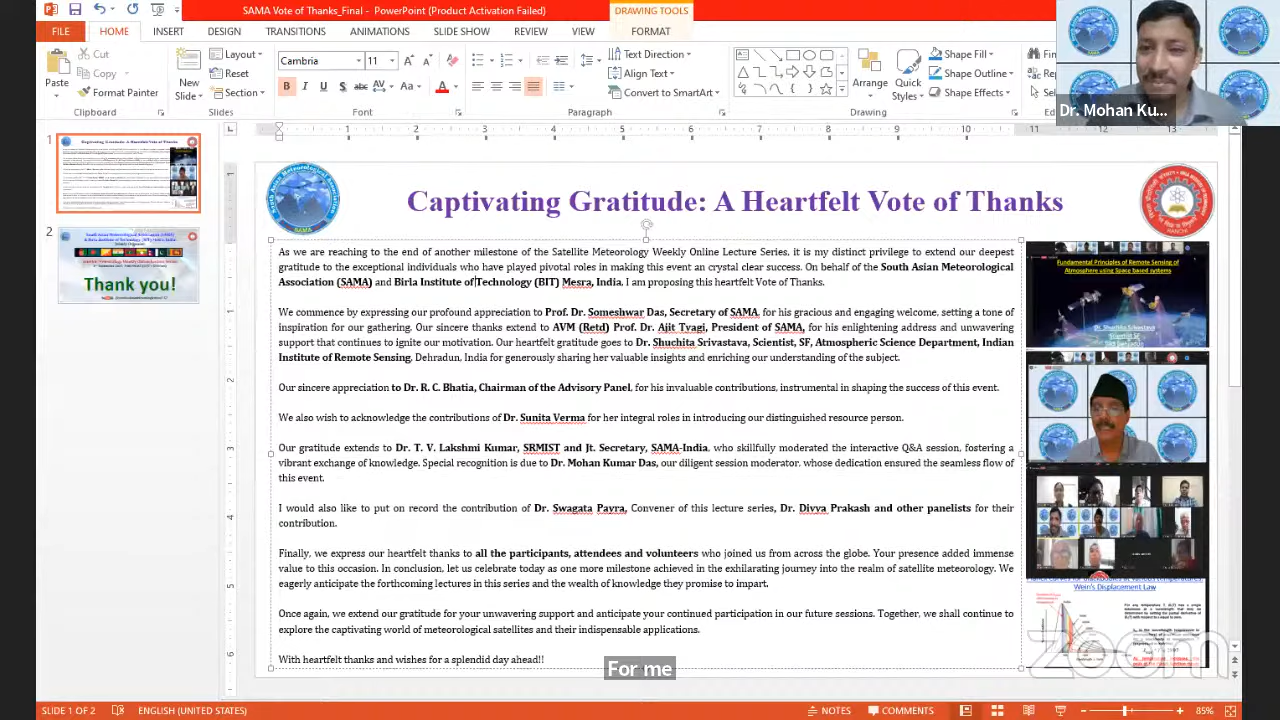 SAMA Vote of Thanks_Final - PowerPoint (Product Activation Failed)
DRAWING TOOLS
FILE HOME INSERT DESIGN TRANSITIONS ANIMATIONS SLIDE SHOW REVIEW VIEW FORMAT
Cut
Copy
Format Painter
Paste
Clipboard
New Slide
Layout
Reset
Section
Slides
Cambria 11
Font
Text Direction
Align Text
Convert to SmartArt
Paragraph
Arrange
Quick Styles
Shape Fill
Shape Outline
Shape Effects
Drawing
Dr. Mohan Ku...
1
2
Thank you!
Captivating Gratitude: A Heartfelt Vote of Thanks
As we are reaching to the end of another milestone of SAMA-BIT Meteorology Weekly Online Lecture Series, it is my distinct privilege to extend our deepest
gratitude to the exceptional individuals who have played pivotal roles in making this event an crystal clear success. On behalf of the South Asian Meteorological
Association (SAMA) and Birla Institute of Technology (BIT) Mesra, India, I am proposing this heartfelt Vote of Thanks.
We commence by expressing our profound appreciation to Prof. Dr. Someshwar Das, Secretary of SAMA, for his gracious and engaging welcome, setting a tone of
inspiration for our gathering. Our sincere thanks extend to AVM (Retd) Prof. Dr. Ajit Tyagi, President of SAMA, for his enlightening address and unwavering
support that continues to ignite our motivation. Our heartfelt gratitude goes to Dr. Shuchita Srivastava, Scientist, SF, Atmospheric Science Department, Indian
Institute of Remote Sensing, Dehradun, India for generously sharing her valuable insights and enriching our understanding of the subject.
Our sincere appreciation to Dr. R. C. Bhatia, Chairman of the Advisory Panel, for his invaluable contributions, instrumental in shaping the success of this event.
We also wish to acknowledge the contributions of Dr. Sunita Verma for her integral roles in introducing our distinguished resource person.
Our gratitude extends to Dr. T. V. Lakshmi Kumar, SRMIST and Jt. Secretary, SAMA-India, who skillfully moderated the interactive Q&A session, fostering a
vibrant exchange of knowledge. Special recognition is due to Dr. Mohan Kumar Das, our diligent session moderator, whose dedication ensured the seamless flow of
this event.
I would also like to put on record the contribution of Dr. Swagata Payra, Convener of this lecture series, Dr. Divya Prakash and other panelists for their
contribution.
Finally, we express our heartfelt thanks to all the participants, attendees and volunteers who joined us from across the globe. Your presence added immense
value to this occasion. In conclusion, let us celebrate today as one more milestone achieved in the exhilarating journey into the realm of satellite meteorology. We
eagerly anticipate the forthcoming lectures in this series and the wealth of knowledge they promise to impart.
Once again, we extend our gratitude for your unwavering support and anticipate your continued participation in our future sessions. Together, we shall continue to
explore the captivating world of meteorological satellites and their indispensable applications.
With heartfelt thanks and wishes for a splendid day ahead!!
Fundamental Principles of Remote Sensing of
Atmosphere using Space based systems
Wein's Displacement Law
zoom
For me
SLIDE 1 OF 2 ENGLISH (UNITED STATES) NOTES COMMENTS 85%